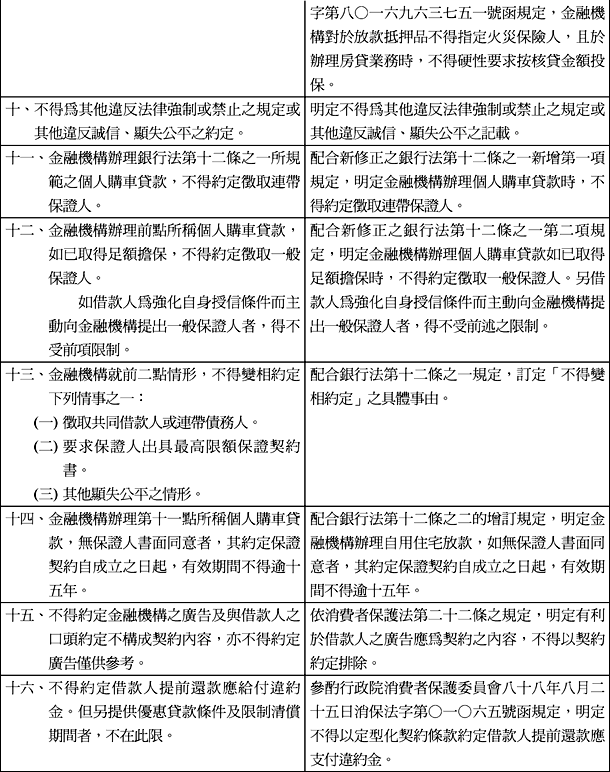 字第八〇一六九六三七五一號函規定，金融機
構對於放款抵押品不得指定火災保險人，且於
辦理房貸業務時，不得硬性要求按核貸金額投
保。
十、不得為其他違反法律強制或禁止之規定或
其他違反誠信、顯失公平之約定。
明定不得為其他違反法律強制或禁止之規定或
其他違反誠信、顯失公平之記載。
十一、金融機構辦理銀行法第十二條之一所規
範之個人購車貸款，不得約定徵取連帶
保證人。
配合新修正之銀行法第十二條之一新增第一項
規定，明定金融機構辦理個人購車貸款時，不
得約定徵取連帶保證人。
十二、金融機構辦理前點所稱個人購車貸款，
如已取得足額擔保，不得約定徵取一般
保證人。
如借款人為強化自身授信條件而主
動向金融機構提出一般保證人者，得不
受前項限制。
配合新修正之銀行法第十二條之一第二項規
定，明定金融機構辦理個人購車貸款如已取得
足額擔保時，不得約定徵取一般保證人。另借
款人為強化自身授信條件而主動向金融機構提
出一般保證人者，得不受前述之限制。
十三、金融機構就前二點情形，不得變相約定
下列情事之一：
(一) 徵取共同借款人或連帶債務人。
(二) 要求保證人出具最高限額保證契約
書。
(三) 其他顯失公平之情形。
配合銀行法第十二條之一規定，訂定「不得變
相約定」之具體事由。
十四、金融機構辦理第十一點所稱個人購車貸
款，無保證人書面同意者，其約定保證
契約自成立之日起，有效期間不得逾十
五年。
配合銀行法第十二條之二的增訂規定，明定金
融機構辦理自用住宅放款，如無保證人書面同
意者，其約定保證契約自成立之日起，有效期
間不得逾十五年。
十五、不得約定金融機構之廣告及與借款人之
口頭約定不構成契約內容，亦不得約定
廣告僅供參考。
依消費者保護法第二十二條之規定，明定有利
於借款人之廣告應為契約之內容，不得以契約
約定排除。
十六、不得約定借款人提前還款應給付違約
金。但另提供優惠貸款條件及限制清償
期間者，不在此限。
參酌行政院消費者保護委員會八十八年八月二
十五日消保法字第〇一〇六五號函規定，明定
不得以定型化契約條款約定借款人提前還款應
支付違約金。